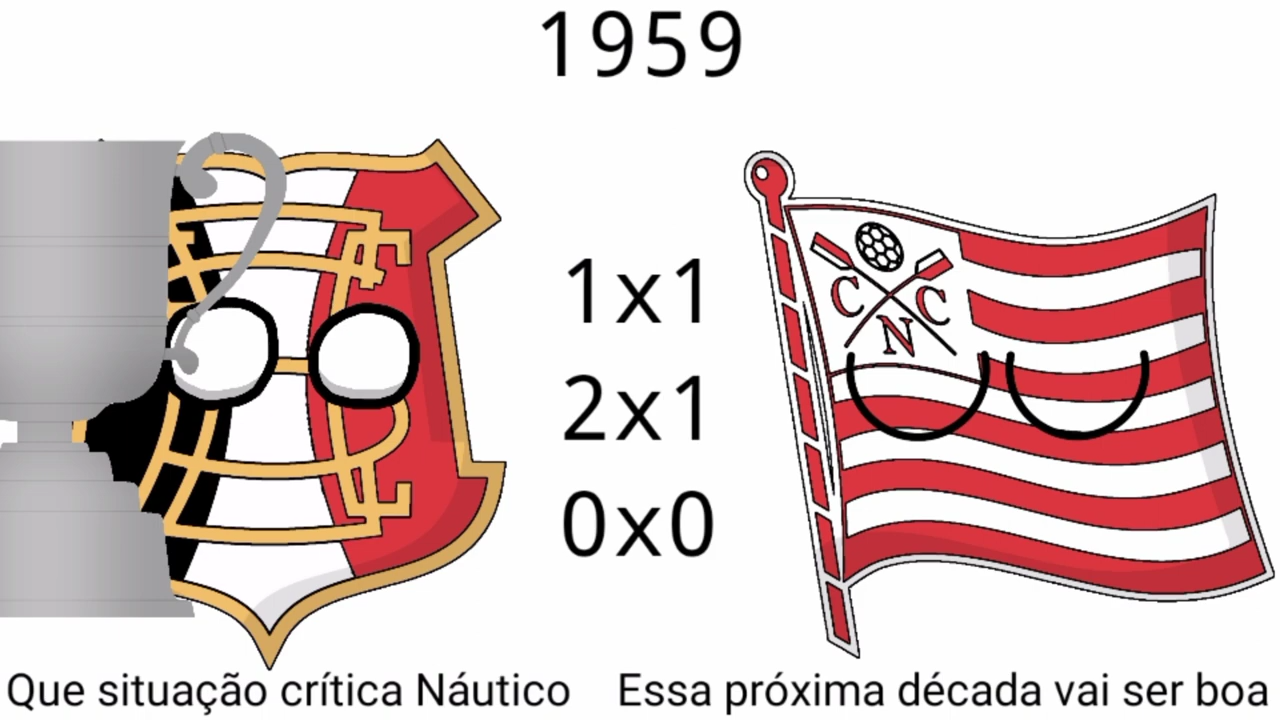 1959
C C
N
1x1
2x1
0x0
Que situação crítica Náutico
Essa próxima década vai ser boa